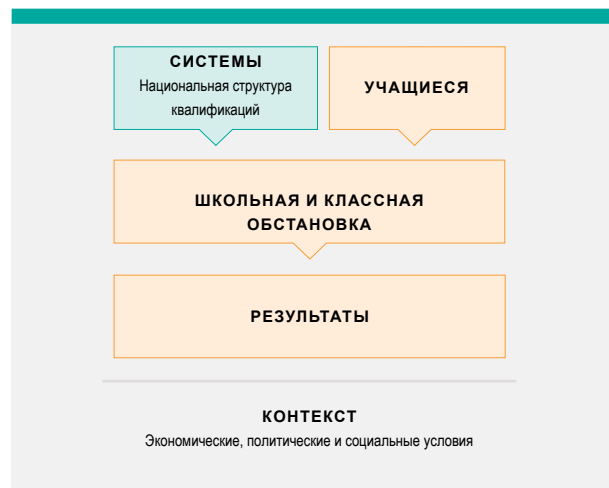 СИСТЕМЫ
Национальная структура
квалификаций
УЧАЩИЕСЯ
ШКОЛЬНАЯ И КЛАССНАЯ
ОБСТАНОВКА
РЕЗУЛЬТАТЫ
КОНТЕКСТ
Экономические, политические и социальные условия